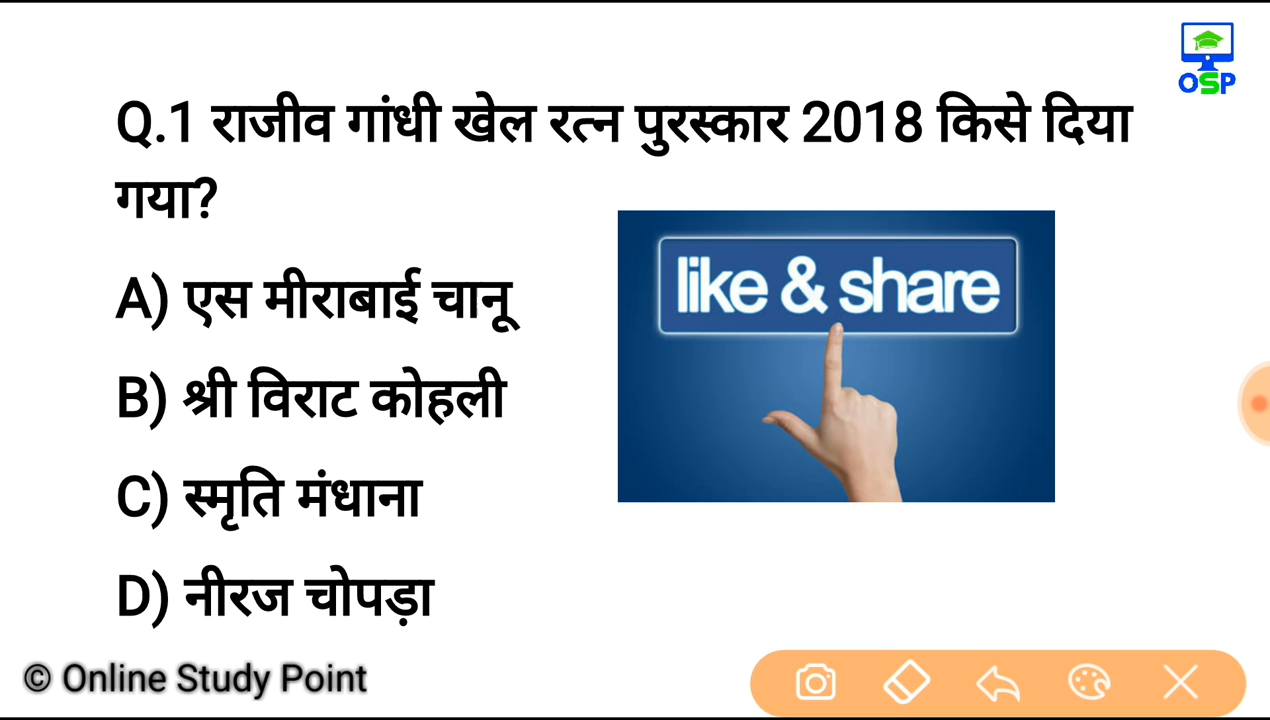 OSP
Q.1 राजीव गांधी खेल रत्न पुरस्कार 2018 किसे दिया
गया?
like & share
A) एस मीराबाई चानू
B) श्री विराट कोहली
C) स्मृति मंधाना
D) नीरज चोपड़ा
© Online Study Point